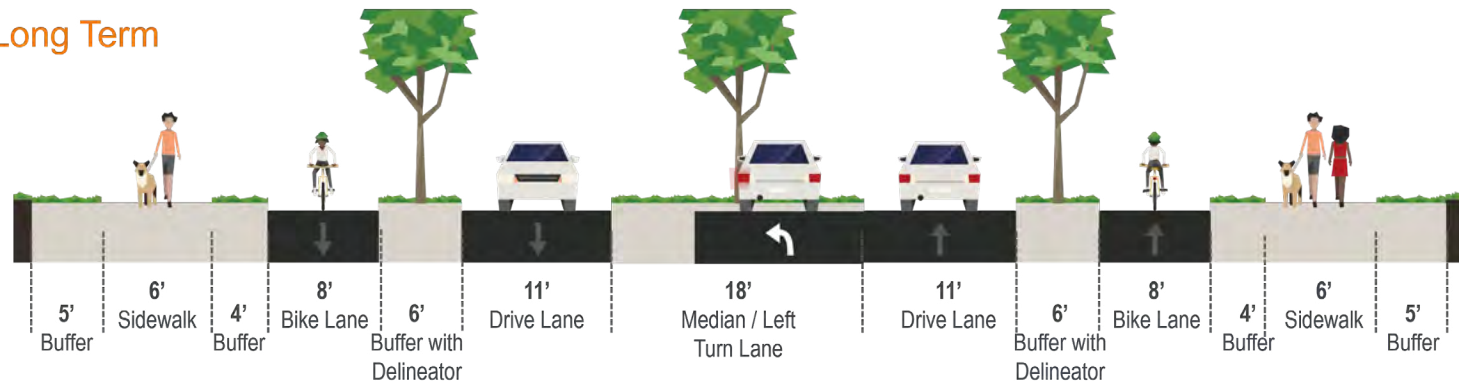 Long Term
5’
Buffer
6’
Sidewalk
4’
Buffer
8’
Bike Lane
6’
Buffer with
Delineator
11’
Drive Lane
18’
Median / Left
Turn Lane
11’
Drive Lane
6’
Buffer with
Delineator
8’
Bike Lane
4’
Buffer
6’
Sidewalk
5’
Buffer